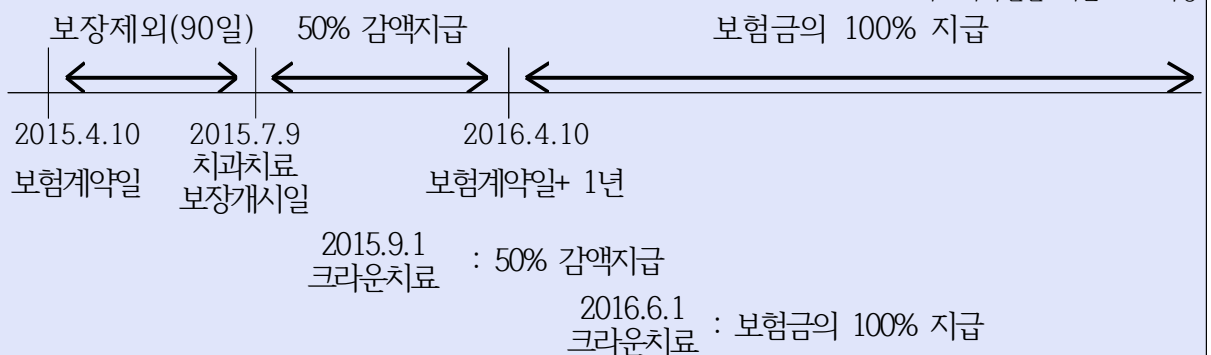 보장제외(90일) 50% 감액지급 보험금의 100% 지급
2015.4.10 2015.7.9 2016.4.10
보험계약일 치과치료 보장개시일 보험계약일+ 1년
2015.9.1 크라운치료 : 50% 감액지급
2016.6.1 크라운치료 : 보험금의 100% 지급